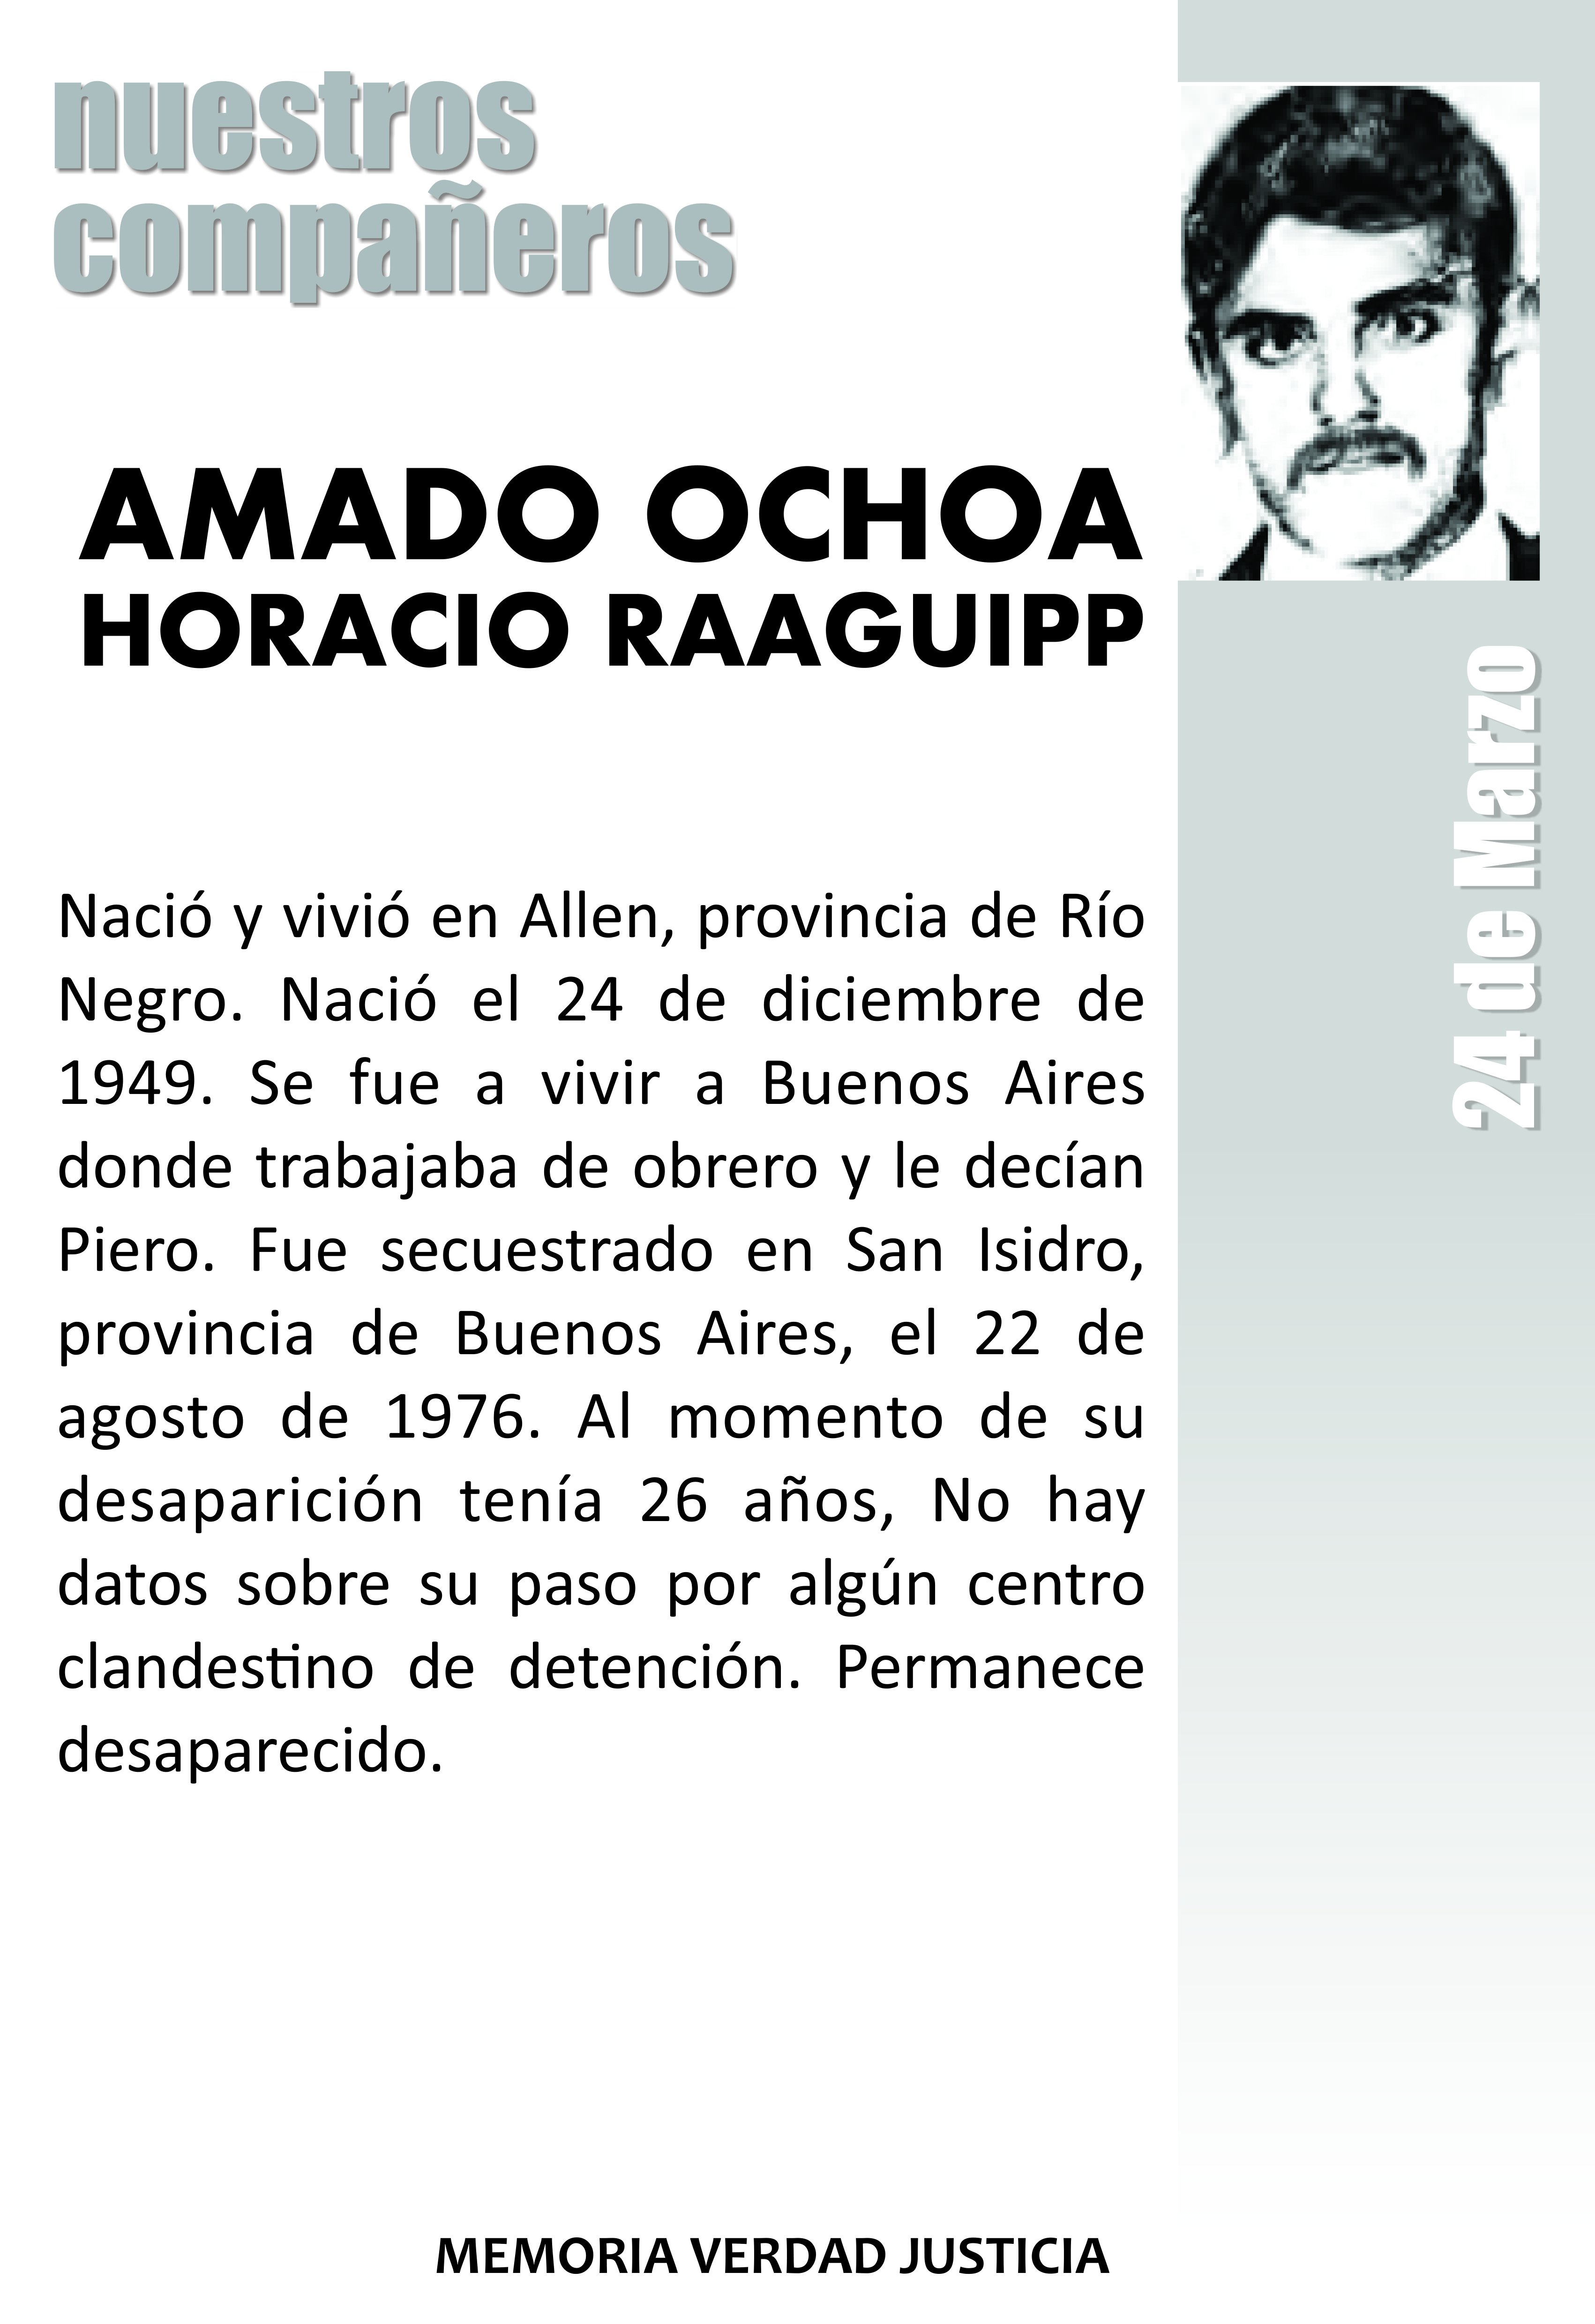 nuestros
compañeros
AMADO OCHOA
HORACIO RAAGUIPP
Nació y vivió en Allen, provincia de Río
Negro. Nació el 24 de diciembre de
1949. Se fue a vivir a Buenos Aires
donde trabajaba de obrero y le decían
Piero. Fue secuestrado en San Isidro,
provincia de Buenos Aires, el 22 de
agosto de 1976. Al momento de su
desaparición tenía 26 años, No hay
datos sobre su paso por algún centro
clandestino de detención. Permanece
desaparecido.
24 de Marzo
MEMORIA VERDAD JUSTICIA